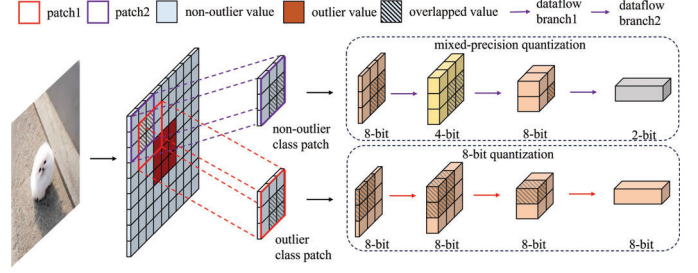 patch1
patch2
non-outlier value
outlier value
overlapped value
dataflow
branch1
dataflow
branch2
mixed-precision quantization
8-bit
4-bit
8-bit
2-bit
non-outlier
class patch
8-bit quantization
8-bit
8-bit
8-bit
8-bit
outlier
class patch